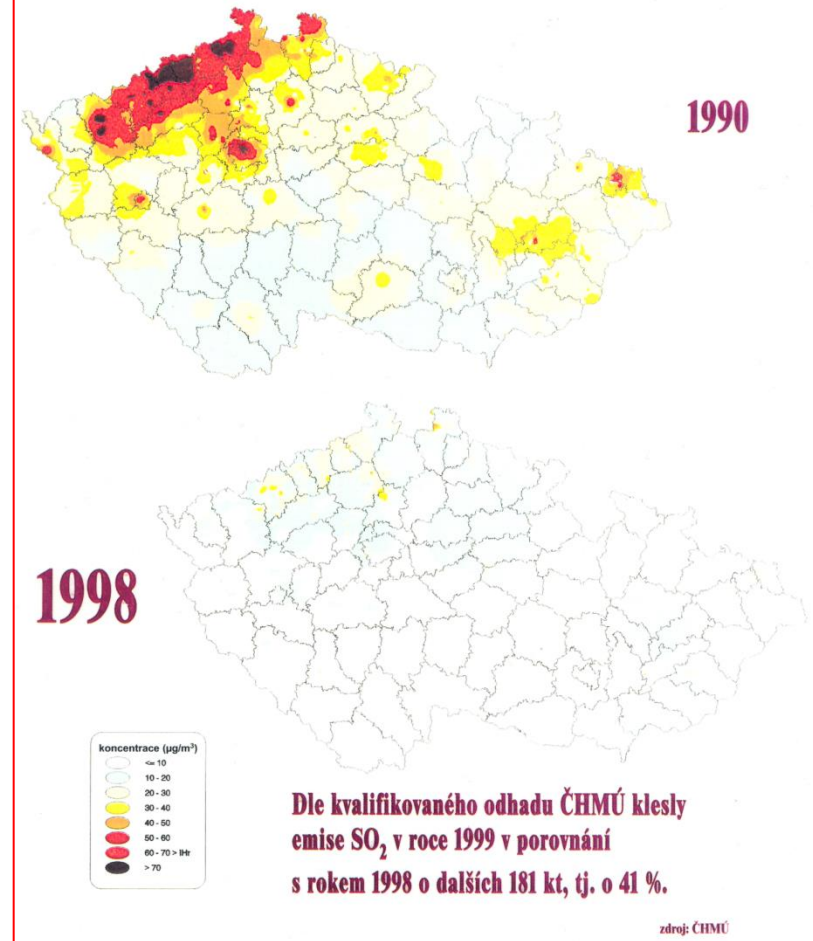 1990
1998
koncentrace (µg/m³)
<= 10
10 - 20
20 - 30
30 - 40
40 - 50
50 - 60
60 - 70 > IHr
> 70
Dle kvalifikovaného odhadu ČHMÚ klesly
emise SO₂ v roce 1999 v porovnání
s rokem 1998 o dalších 181 kt, tj. o 41 %.
zdroj: ČHMÚ